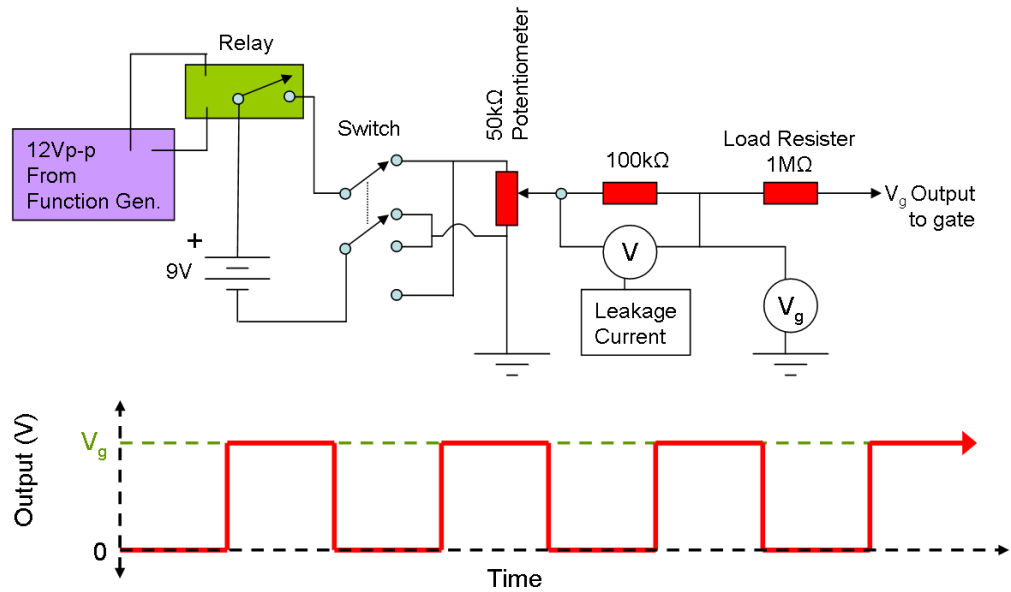 Relay
12Vp-p
From
Function Gen.
Switch
50kΩ
Potentiometer
100kΩ
Load Resister
1MΩ
Vg Output
to gate
+
9V
V
Leakage
Current
Vg
Output (V)
Vg
0
Time